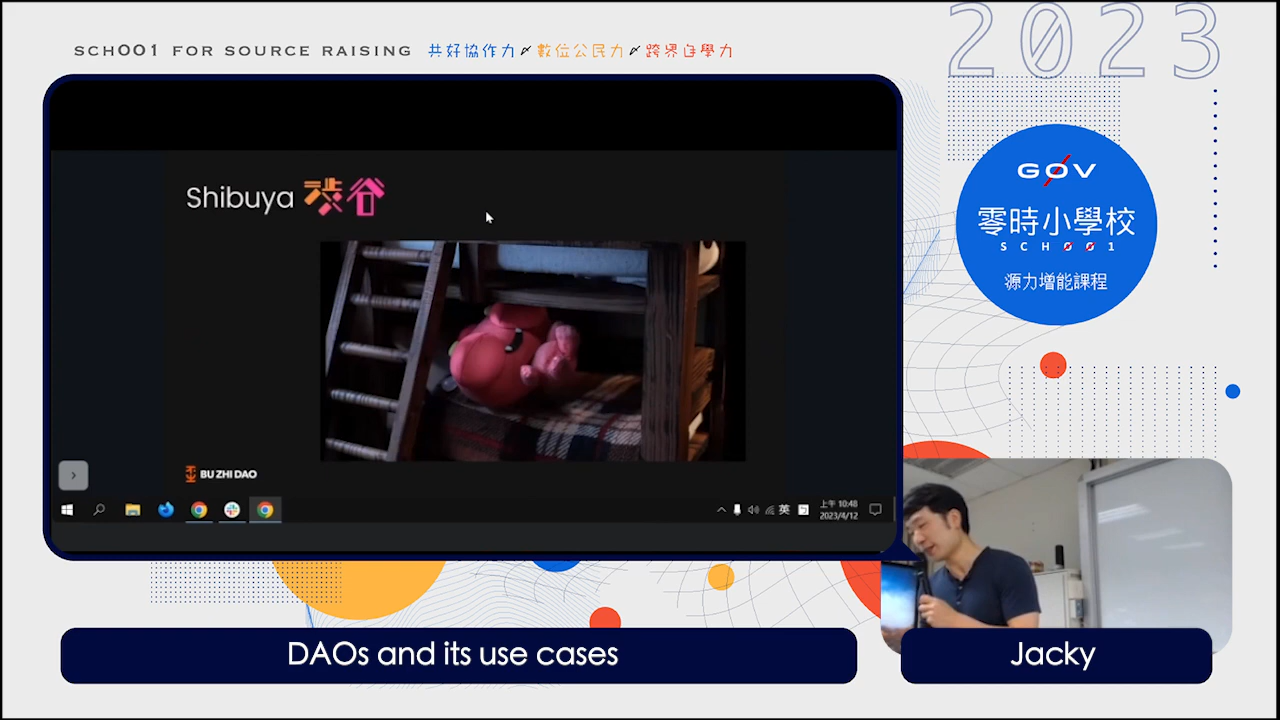 SCH001 FOR SOURCE RAISING 共好協作力 數位公民力 跨界自學力
2023
GØV
零時小學校
SCHØØ1
源力增能課程
Shibuya 渋谷
BU ZHI DAO
英
上午 10:48
2023/4/12
DAOs and its use cases
Jacky